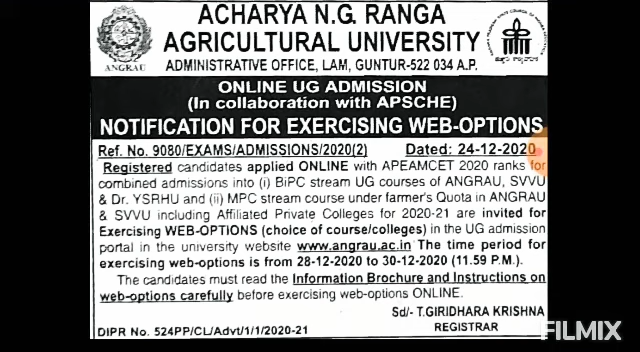 ACHARYA N.G. RANGA
AGRICULTURAL UNIVERSITY
ADMINISTRATIVE OFFICE, LAM, GUNTUR-522 034 A.P.
ANGRAU
ONLINE UG ADMISSION
(In collaboration with APSCHE)
NOTIFICATION FOR EXERCISING WEB-OPTIONS
Ref. No. 9080/EXAMS/ADMISSIONS/2020(2) Dated: 24-12-2020
Registered candidates applied ONLINE with APEAMCET 2020 ranks for
combined admissions into (i) BiPC stream UG courses of ANGRAU, SVVU
& Dr. YSRHU and (ii) MPC stream course under farmer's Quota in ANGRAU
& SVVU including Affiliated Private Colleges for 2020-21 are invited for
Exercising WEB-OPTIONS (choice of course/colleges) in the UG admission
portal in the university website www.angrau.ac.in The time period for
exercising web-options is from 28-12-2020 to 30-12-2020 (11.59 P.M.).
The candidates must read the Information Brochure and Instructions on
web-options carefully before exercising web-options ONLINE.
Sd/- T.GIRIDHARA KRISHNA
DIPR No. 524PP/CL/Advt/1/1/2020-21 REGISTRAR
FILMIX